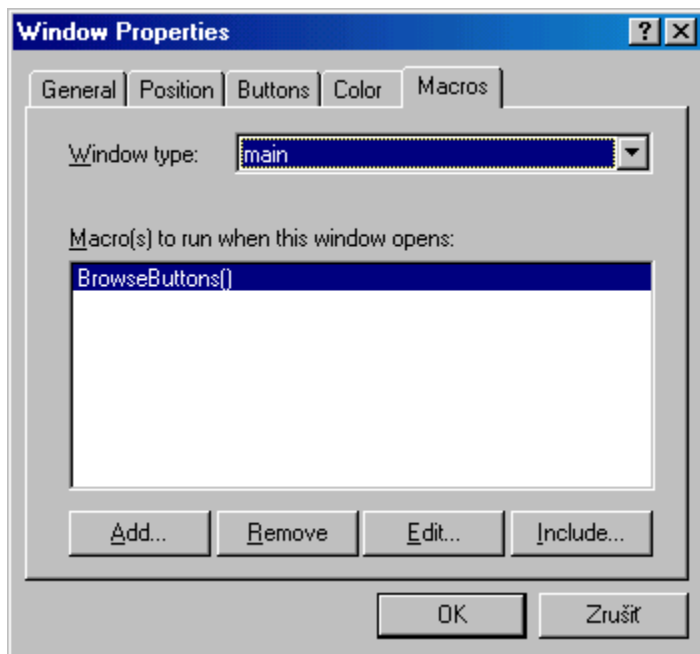 Window Properties
General Position Buttons Color Macros
Window type: main
Macro(s) to run when this window opens:
BrowseButtons()
Add... Remove Edit... Include...
OK Zrušiť